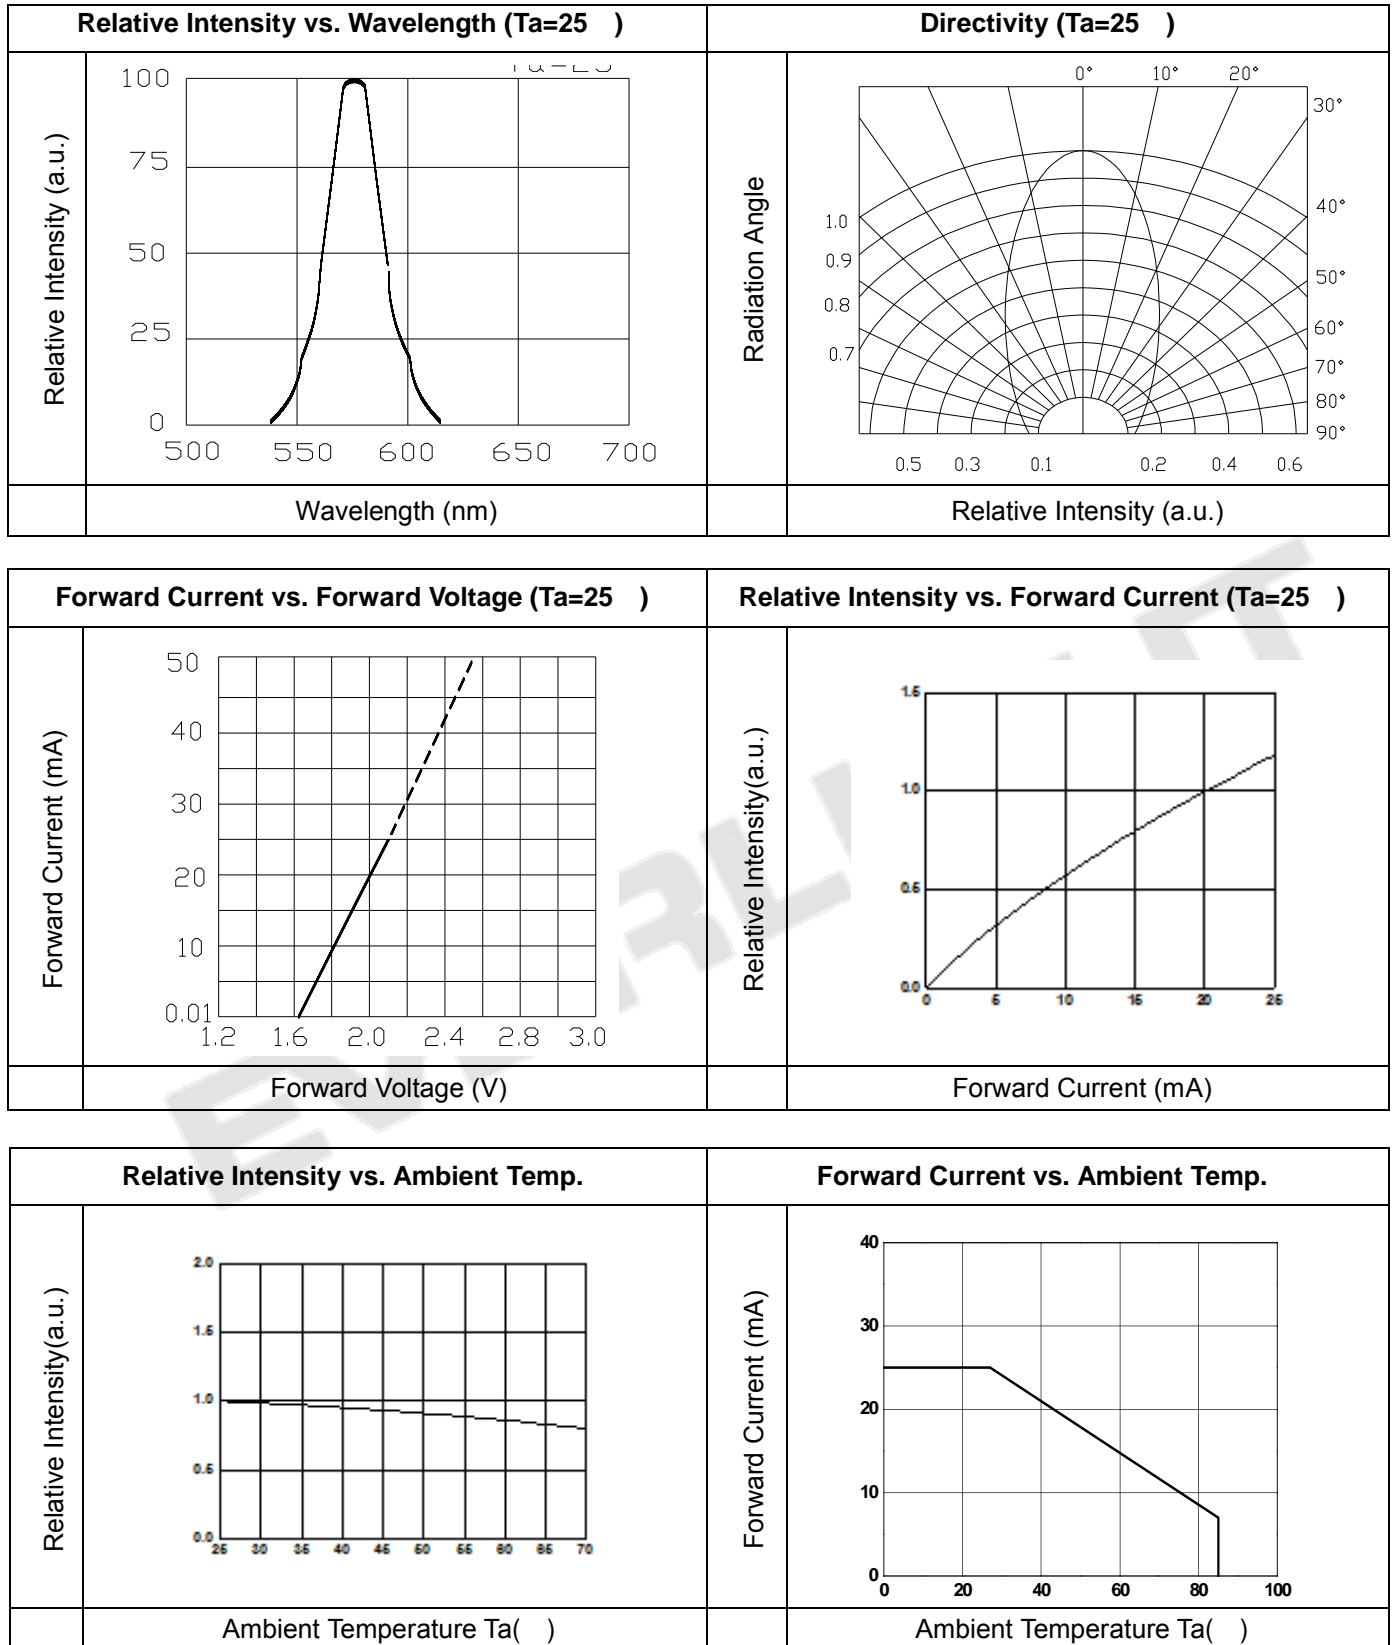 Relative Intensity vs. Wavelength (Ta=25 )
Directivity (Ta=25 )
Relative Intensity (a.u.)
100
75
50
25
0
500 550 600 650 700
Wavelength (nm)
Radiation Angle
0° 10° 20°
30°
40°
50°
60°
70°
80°
90°
1.0
0.9
0.8
0.7
0.5 0.3 0.1 0.2 0.4 0.6
Relative Intensity (a.u.)
Forward Current vs. Forward Voltage (Ta=25 )
Relative Intensity vs. Forward Current (Ta=25 )
Forward Current (mA)
50
40
30
20
10
0.01
1.2 1.6 2.0 2.4 2.8 3.0
Forward Voltage (V)
Relative Intensity(a.u.)
1.5
1.0
0.5
0.0
0 5 10 15 20 25
Forward Current (mA)
Relative Intensity vs. Ambient Temp.
Forward Current vs. Ambient Temp.
Relative Intensity(a.u.)
2.0
1.5
1.0
0.5
0.0
25 30 35 40 45 50 55 60 65 70
Ambient Temperature Ta( )
Forward Current (mA)
40
30
20
10
0
0 20 40 60 80 100
Ambient Temperature Ta( )